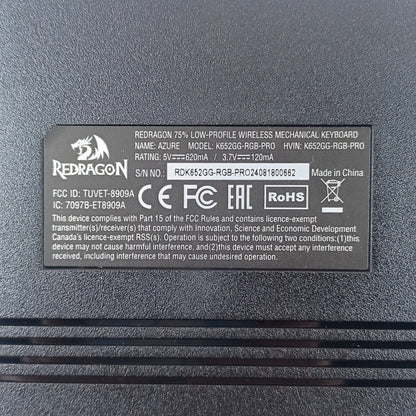 REDRAGON 75% LOW-PROFILE WIRELESS MECHANICAL KEYBOARD
NAME: AZURE MODEL: K652GG-RGB-PRO HVIN: K652GG-RGB-PRO
RATING: 5V⎓620mA / 3.7V⎓120mA
REDRAGON
S/N NO.: RDK652GG-RGB-PRO24081800662 Made in China
FCC ID: TUVET-8909A
IC: 7097B-ET8909A
CE FC EAC RoHS
This device complies with Part 15 of the FCC Rules and contains licence-exempt
transmitter(s)/receiver(s) that comply with Innovation, Science and Economic Development
Canada's licence-exempt RSS(s). Operation is subject to the following two conditions:(1)this
device may not cause harmful interference, and(2)this device must accept any interference
received, including interference that may cause undesired operation.